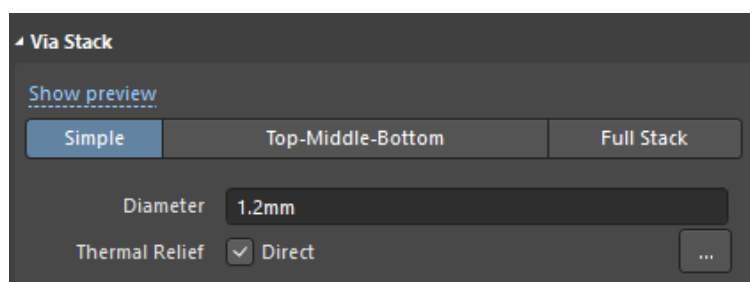 Via Stack
Show preview
Simple Top-Middle-Bottom Full Stack
Diameter 1.2mm
Thermal Relief Direct ...